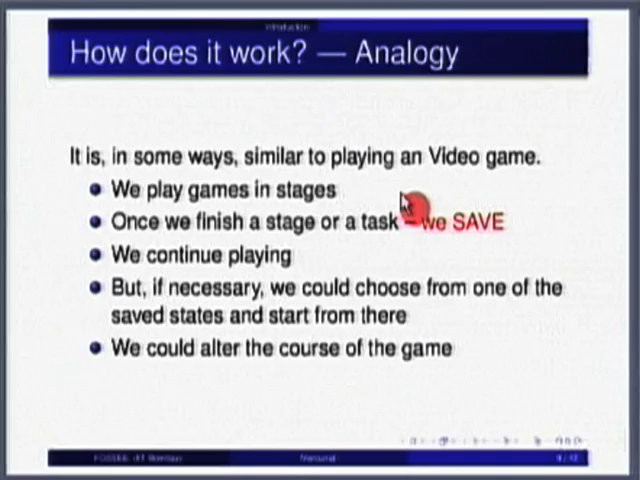 Introduction
How does it work? — Analogy
It is, in some ways, similar to playing an Video game.
We play games in stages
Once we finish a stage or a task – we SAVE
We continue playing
But, if necessary, we could choose from one of the
saved states and start from there
We could alter the course of the game